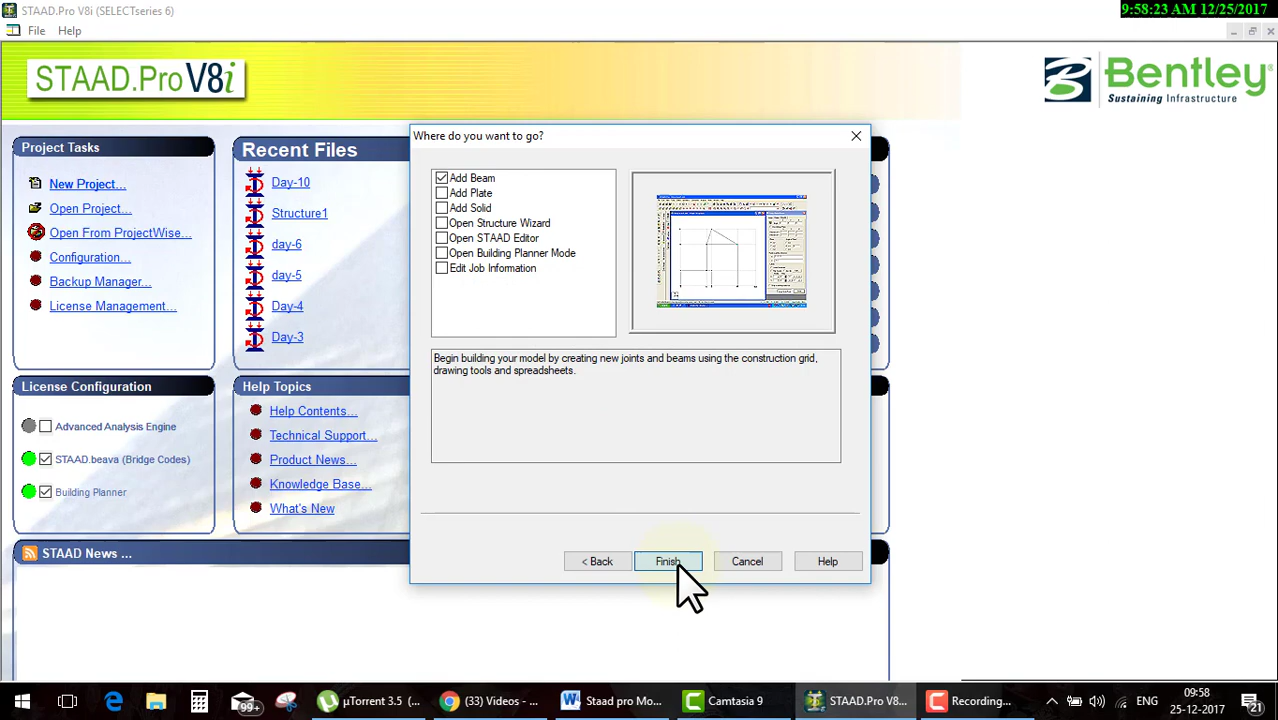 STAAD.Pro V8i (SELECTseries 6)
9:58:23 AM 12/25/2017
File Help
STAAD.Pro V8i
Bentley®
Sustaining Infrastructure
Project Tasks
New Project...
Open Project...
Open From ProjectWise...
Configuration...
Backup Manager...
License Management...
Recent Files
Day-10
Structure1
day-6
day-5
Day-4
Day-3
Where do you want to go?
Add Beam
Add Plate
Add Solid
Open Structure Wizard
Open STAAD Editor
Open Building Planner Mode
Edit Job Information
Begin building your model by creating new joints and beams using the construction grid,
drawing tools and spreadsheets.
< Back Finish Cancel Help
License Configuration
Advanced Analysis Engine
STAAD.beava (Bridge Codes)
Building Planner
Help Topics
Help Contents...
Technical Support...
Product News...
Knowledge Base...
What's New
STAAD News ...
99+
µTorrent 3.5 (...
(33) Videos - ...
Staad pro Mo...
Camtasia 9
STAAD.Pro V8...
Recording...
ENG
09:58
25-12-2017
21